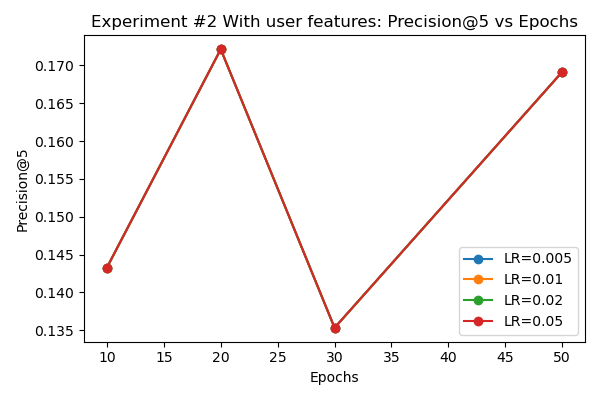 Experiment #2 With user features: Precision@5 vs Epochs
Precision@5
0.170
0.165
0.160
0.155
0.150
0.145
0.140
0.135
LR=0.005
LR=0.01
LR=0.02
LR=0.05
10 15 20 25 30 35 40 45 50
Epochs